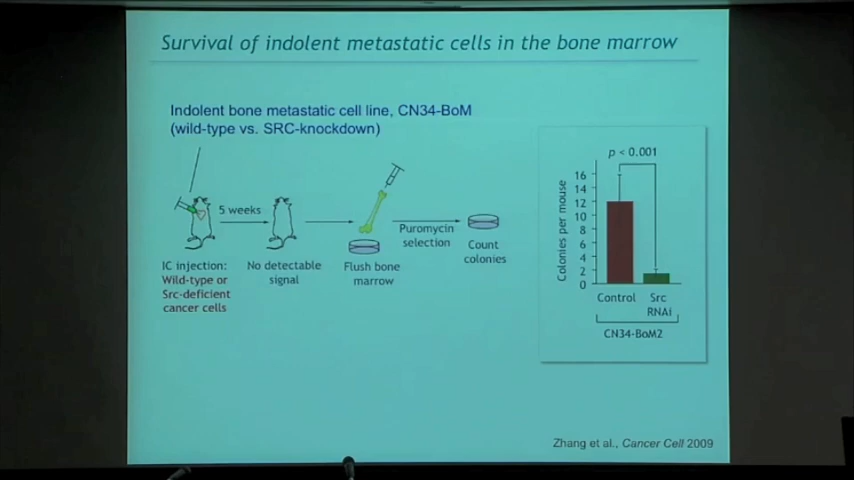 Survival of indolent metastatic cells in the bone marrow
Indolent bone metastatic cell line, CN34-BoM
(wild-type vs. SRC-knockdown)
5 weeks
Puromycin
selection
IC injection:
Wild-type or
Src-deficient
cancer cells
No detectable
signal
Flush bone
marrow
Count
colonies
p < 0.001
Colonies per mouse
16
14
12
10
8
6
4
2
0
Control
Src
RNAi
CN34-BoM2
Zhang et al., Cancer Cell 2009